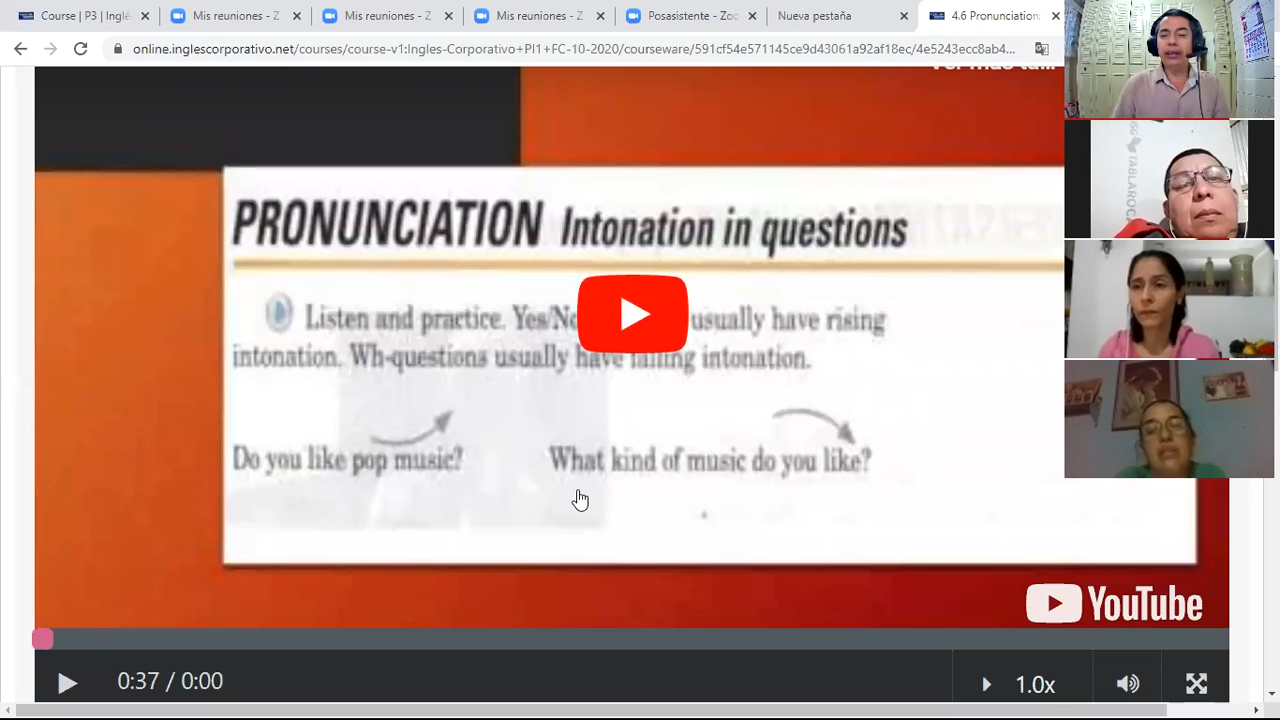 Course | P3 | Inglé
Mis reuniones - Z
Mis reuniones - Z
Mis reuniones - Z
Posasistente - Zoo
Nueva pestañ
4.6 Pronunciation
online.inglescorporativo.net/courses/course-v1:Ingles-Corporativo+PI1+FC-10-2020/courseware/591cf54e571145ce9d43061a92af18ec/4e5243ecc8ab4...
PRONUNCIATION Intonation in questions
Listen and practice. Yes/No usually have rising
intonation. Wh-questions usually have falling intonation.
Do you like pop music? What kind of music do you like?
TABLAROCA
YouTube
0:37 / 0:00
1.0x